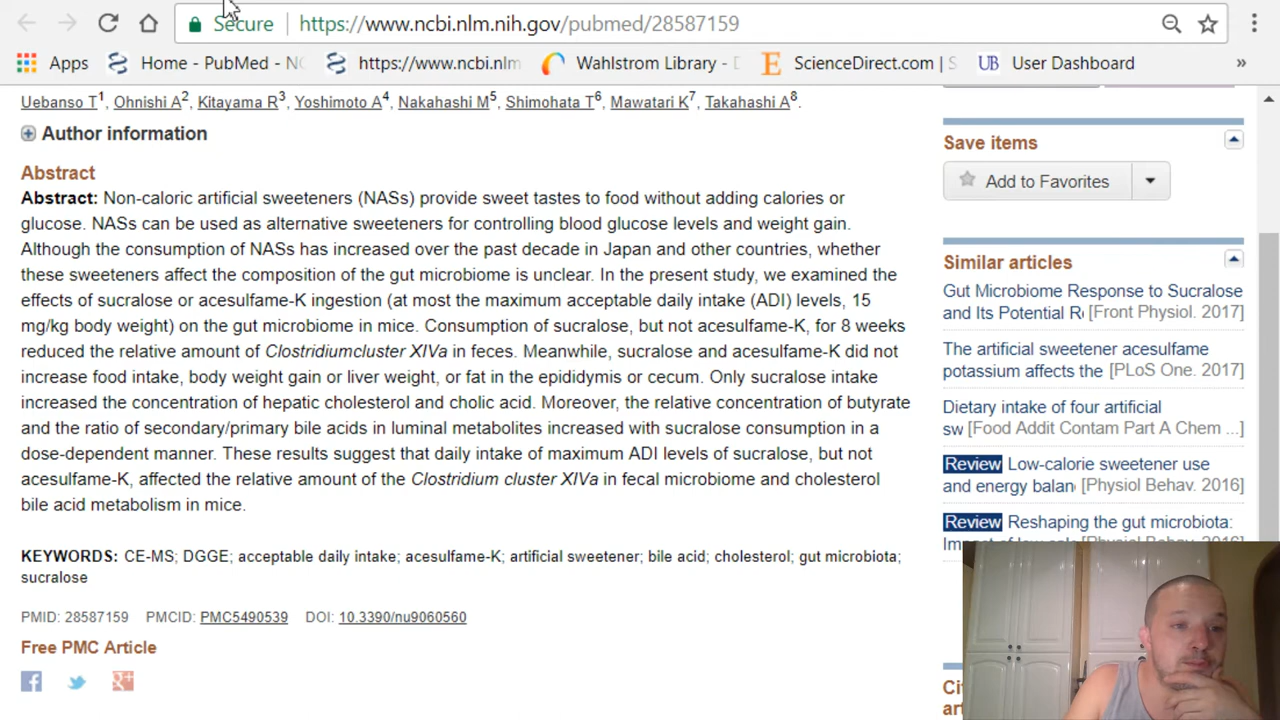 Secure https://www.ncbi.nlm.nih.gov/pubmed/28587159
Apps Home - PubMed - NC https://www.ncbi.nlm Wahlstrom Library - D E ScienceDirect.com | S UB User Dashboard »
Uebanso T1, Ohnishi A2, Kitayama R3, Yoshimoto A4, Nakahashi M5, Shimohata T6, Mawatari K7, Takahashi A8.
Author information
Abstract
Abstract: Non-caloric artificial sweeteners (NASs) provide sweet tastes to food without adding calories or
glucose. NASs can be used as alternative sweeteners for controlling blood glucose levels and weight gain.
Although the consumption of NASs has increased over the past decade in Japan and other countries, whether
these sweeteners affect the composition of the gut microbiome is unclear. In the present study, we examined the
effects of sucralose or acesulfame-K ingestion (at most the maximum acceptable daily intake (ADI) levels, 15
mg/kg body weight) on the gut microbiome in mice. Consumption of sucralose, but not acesulfame-K, for 8 weeks
reduced the relative amount of Clostridiumcluster XIVa in feces. Meanwhile, sucralose and acesulfame-K did not
increase food intake, body weight gain or liver weight, or fat in the epididymis or cecum. Only sucralose intake
increased the concentration of hepatic cholesterol and cholic acid. Moreover, the relative concentration of butyrate
and the ratio of secondary/primary bile acids in luminal metabolites increased with sucralose consumption in a
dose-dependent manner. These results suggest that daily intake of maximum ADI levels of sucralose, but not
acesulfame-K, affected the relative amount of the Clostridium cluster XIVa in fecal microbiome and cholesterol
bile acid metabolism in mice.
KEYWORDS: CE-MS; DGGE; acceptable daily intake; acesulfame-K; artificial sweetener; bile acid; cholesterol; gut microbiota;
sucralose
PMID: 28587159 PMCID: PMC5490539 DOI: 10.3390/nu9060560
Free PMC Article
Save items
Add to Favorites
Similar articles
Gut Microbiome Response to Sucralose
and Its Potential R [Front Physiol. 2017]
The artificial sweetener acesulfame
potassium affects the [PLoS One. 2017]
Dietary intake of four artificial
sw [Food Addit Contam Part A Chem ...]
Review Low-calorie sweetener use
and energy balan [Physiol Behav. 2016]
Review Reshaping the gut microbiota: